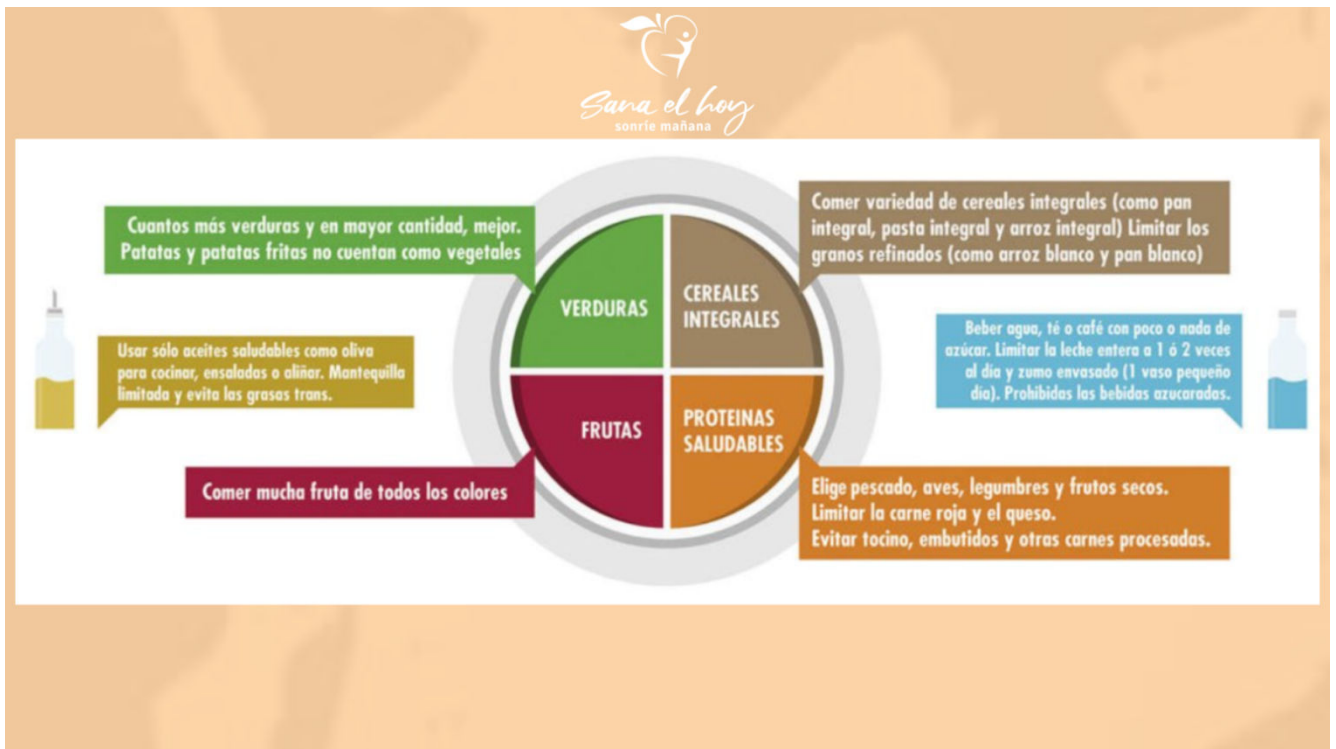 Sana el hoy
sonríe mañana
Cuantos más verduras y en mayor cantidad, mejor.
Patatas y patatas fritas no cuentan como vegetales
Comer variedad de cereales integrales (como pan
integral, pasta integral y arroz integral) Limitar los
granos refinados (como arroz blanco y pan blanco)
VERDURAS
CEREALES
INTEGRALES
Usar sólo aceites saludables como oliva
para cocinar, ensaladas o aliñar. Mantequilla
limitada y evita las grasas trans.
Beber agua, té o café con poco o nada de
azúcar. Limitar la leche entera a 1 ó 2 veces
al día y zumo envasado (1 vaso pequeño
día). Prohibidas las bebidas azucaradas.
FRUTAS
PROTEINAS
SALUDABLES
Comer mucha fruta de todos los colores
Elige pescado, aves, legumbres y frutos secos.
Limitar la carne roja y el queso.
Evitar tocino, embutidos y otras carnes procesadas.